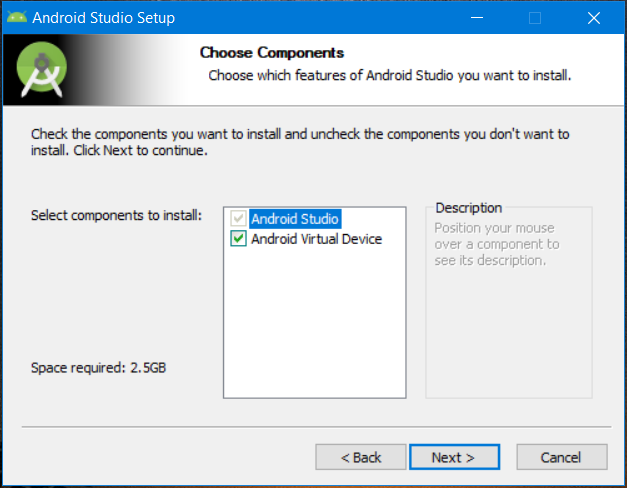 Android Studio Setup
Choose Components
Choose which features of Android Studio you want to install.
Check the components you want to install and uncheck the components you don't want to
install. Click Next to continue.
Select components to install:
Android Studio
Android Virtual Device
Description
Position your mouse
over a component to
see its description.
Space required: 2.5GB
< Back
Next >
Cancel